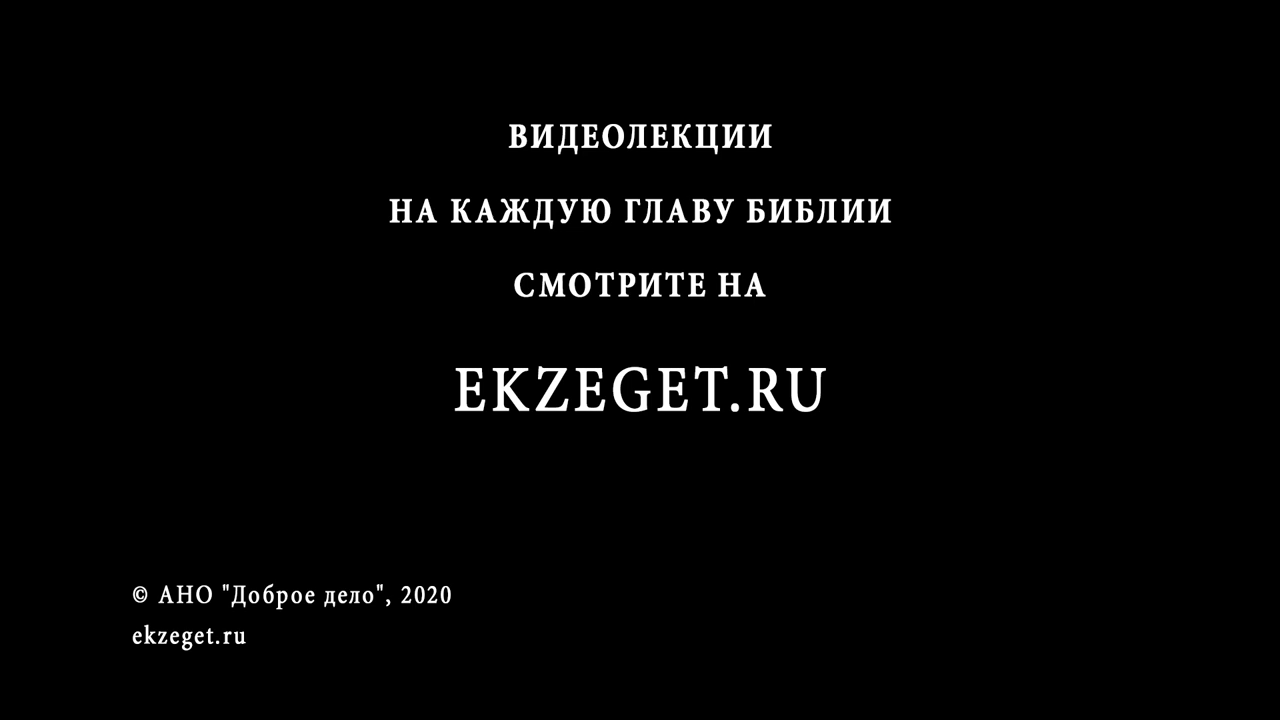 ВИДЕОЛЕКЦИИ
НА КАЖДУЮ ГЛАВУ БИБЛИИ
СМОТРИТЕ НА
EKZEGET.RU
© АНО "Доброе дело", 2020
ekzeget.ru